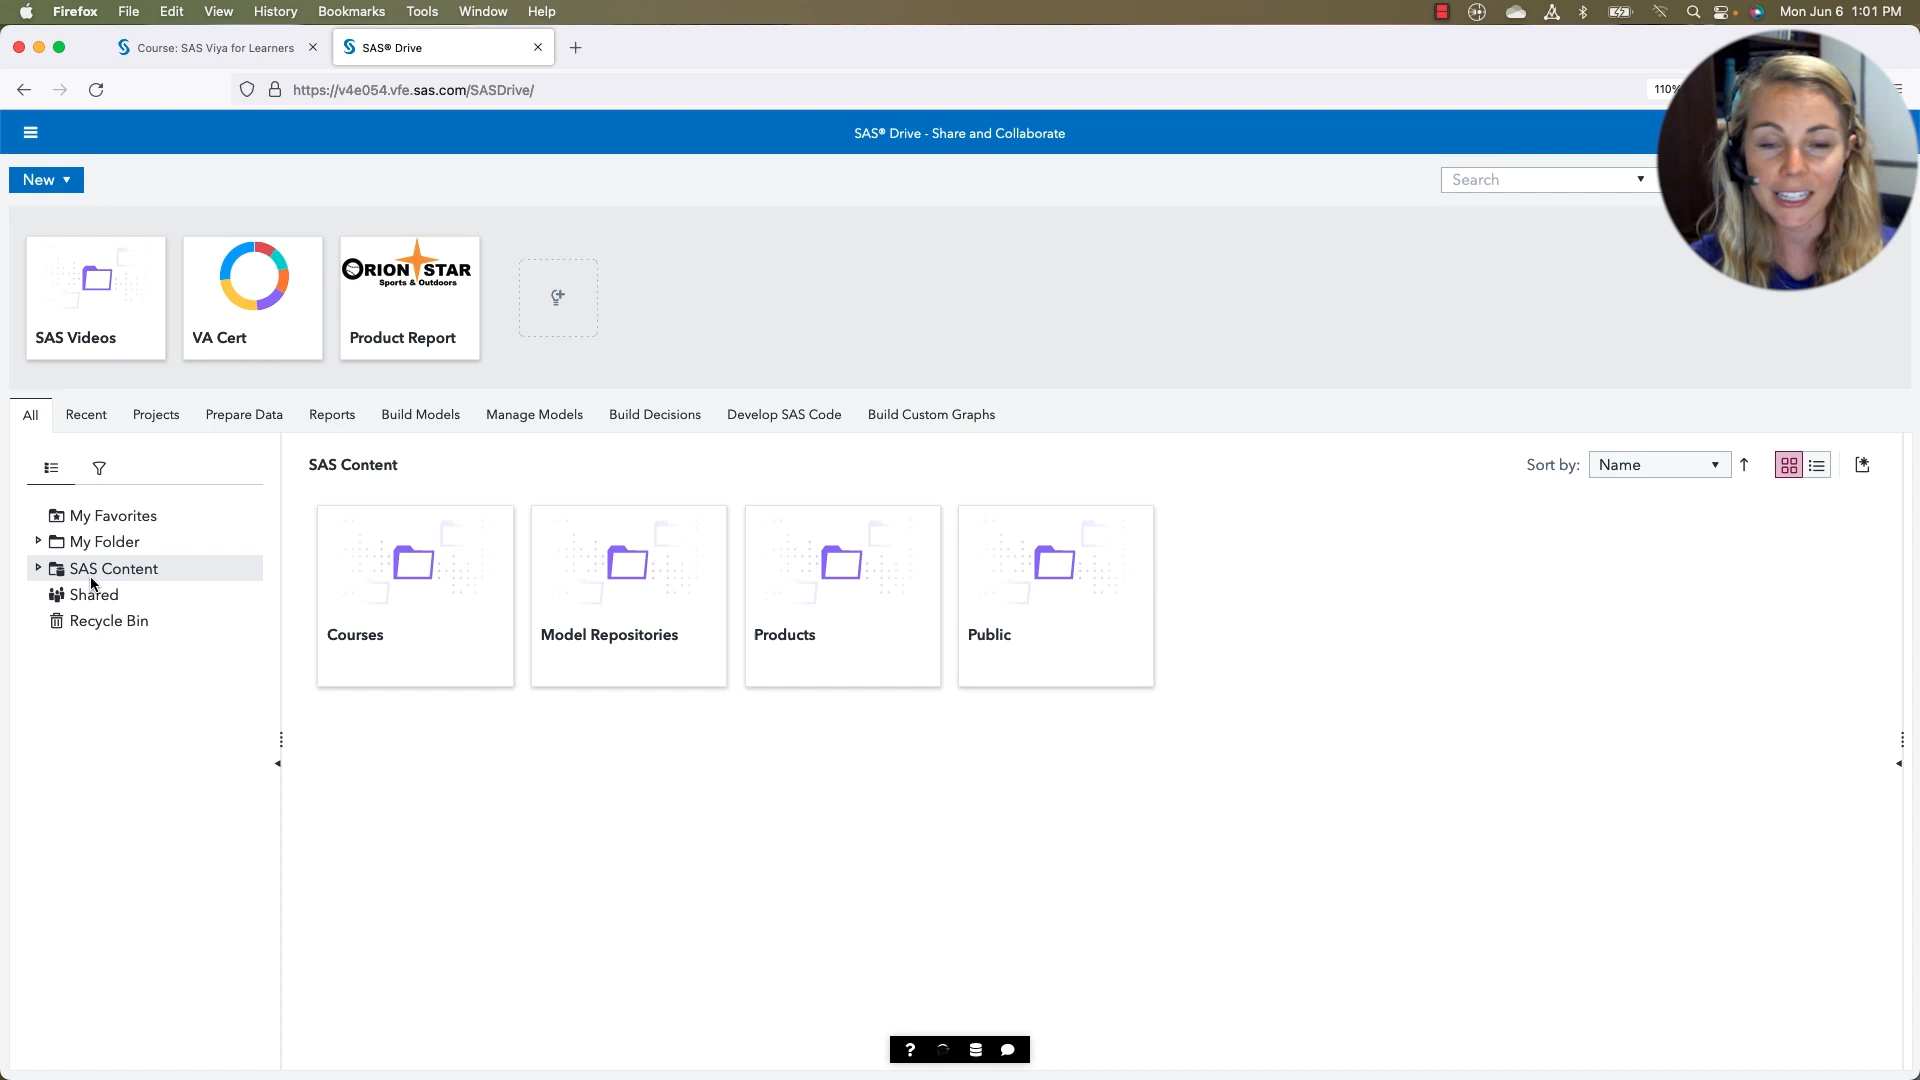 Firefox File Edit View History Bookmarks Tools Window Help Mon Jun 6 1:01 PM
Course: SAS Viya for Learners SAS® Drive
https://v4e054.vfe.sas.com/SASDrive/ 110%
SAS® Drive - Share and Collaborate
New Search
ORION STAR
Sports & Outdoors
SAS Videos VA Cert Product Report
All Recent Projects Prepare Data Reports Build Models Manage Models Build Decisions Develop SAS Code Build Custom Graphs
SAS Content Sort by: Name
My Favorites
My Folder
SAS Content
Shared
Recycle Bin
Courses Model Repositories Products Public